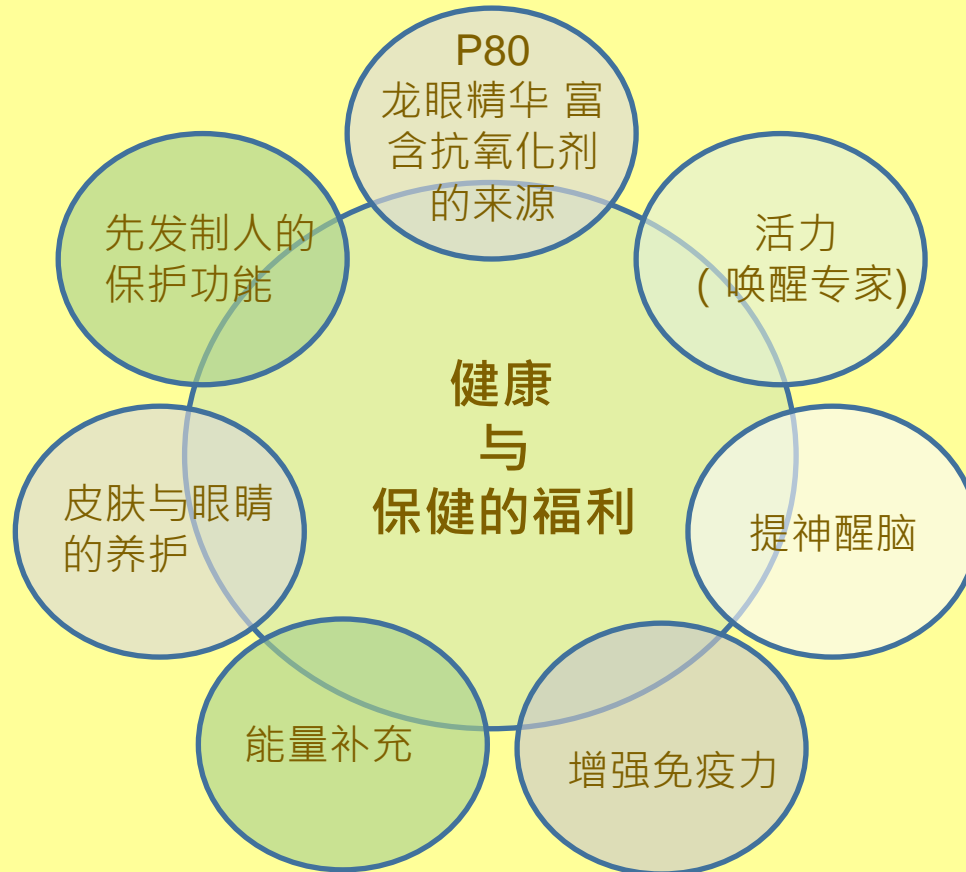 P80
龙眼精华 富
含抗氧化剂
的来源
先发制人的
保护功能
活力
( 唤醒专家)
健康
与
保健的福利
皮肤与眼睛
的养护
提神醒脑
能量补充
增强免疫力